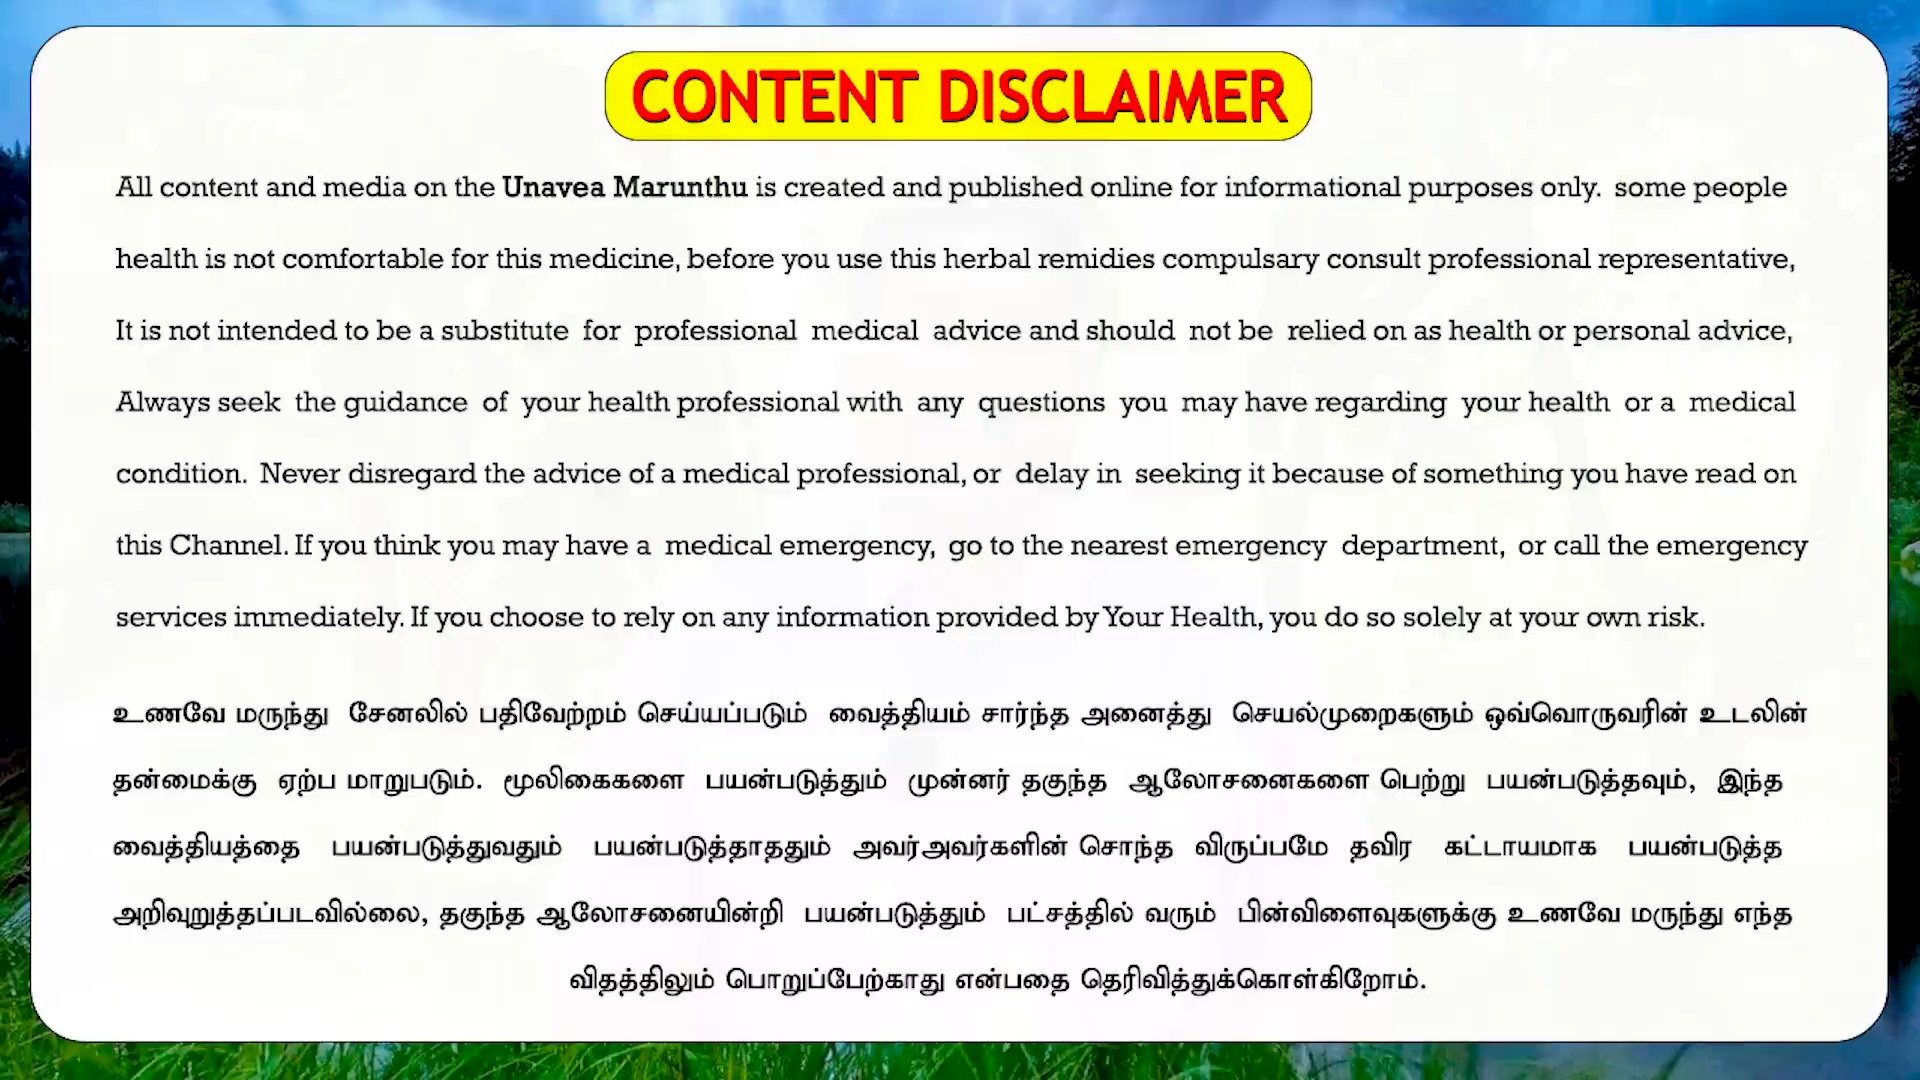 CONTENT DISCLAIMER
All content and media on the Unavea Marunthu is created and published online for informational purposes only. some people
health is not comfortable for this medicine, before you use this herbal remidies compulsary consult professional representative,
It is not intended to be a substitute for professional medical advice and should not be relied on as health or personal advice,
Always seek the guidance of your health professional with any questions you may have regarding your health or a medical
condition. Never disregard the advice of a medical professional, or delay in seeking it because of something you have read on
this Channel. If you think you may have a medical emergency, go to the nearest emergency department, or call the emergency
services immediately. If you choose to rely on any information provided by Your Health, you do so solely at your own risk.
உணவே மருந்து சேனலில் பதிவேற்றம் செய்யப்படும் வைத்தியம் சார்ந்த அனைத்து செயல்முறைகளும் ஒவ்வொருவரின் உடலின்
தன்மைக்கு ஏற்ப மாறுபடும். மூலிகைகளை பயன்படுத்தும் முன்னர் தகுந்த ஆலோசனைகளை பெற்று பயன்படுத்தவும், இந்த
வைத்தியத்தை பயன்படுத்துவதும் பயன்படுத்தாததும் அவர்அவர்களின் சொந்த விருப்பமே தவிர கட்டாயமாக பயன்படுத்த
அறிவுறுத்தப்படவில்லை, தகுந்த ஆலோசனையின்றி பயன்படுத்தும் பட்சத்தில் வரும் பின்விளைவுகளுக்கு உணவே மருந்து எந்த
விதத்திலும் பொறுப்பேற்காது என்பதை தெரிவித்துக்கொள்கிறோம்.